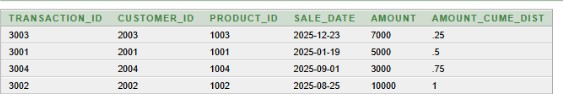 TRANSACTION_ID CUSTOMER_ID PRODUCT_ID SALE_DATE AMOUNT AMOUNT_CUME_DIST
3003 2003 1003 2025-12-23 7000 .25
3001 2001 1001 2025-01-19 5000 .5
3004 2004 1004 2025-09-01 3000 .75
3002 2002 1002 2025-08-25 10000 1